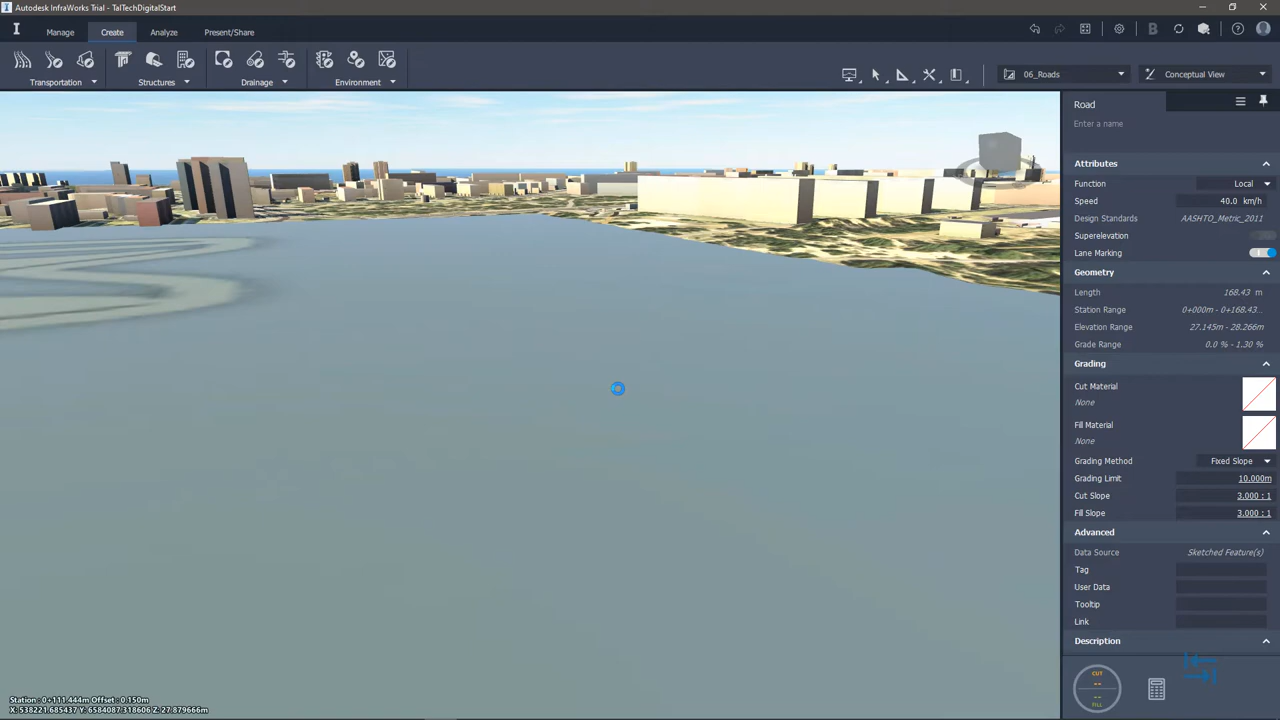 Autodesk InfraWorks Trial - TalTechDigitalStart
Manage Create Analyze Present/Share
Transportation Structures Drainage Environment
06_Roads Conceptual View
Road
Enter a name
Attributes
Function Local
Speed 40.0 km/h
Design Standards AASHTO_Metric_2011
Superelevation
Lane Marking
Geometry
Length 168.43 m
Station Range 0+000m - 0+168.43...
Elevation Range 27.145m - 28.266m
Grade Range 0.0 % - 1.30 %
Grading
Cut Material
None
Fill Material
None
Grading Method Fixed Slope
Grading Limit 10.000m
Cut Slope 3.000 : 1
Fill Slope 3.000 : 1
Advanced
Data Source Sketched Feature(s)
Tag
User Data
Tooltip
Link
Description
CUT
--
--
FILL
Station: 0+111.444m Offset: 0.150m
X: 538221.685437 Y: 6584087.318606 Z: 27.879666m